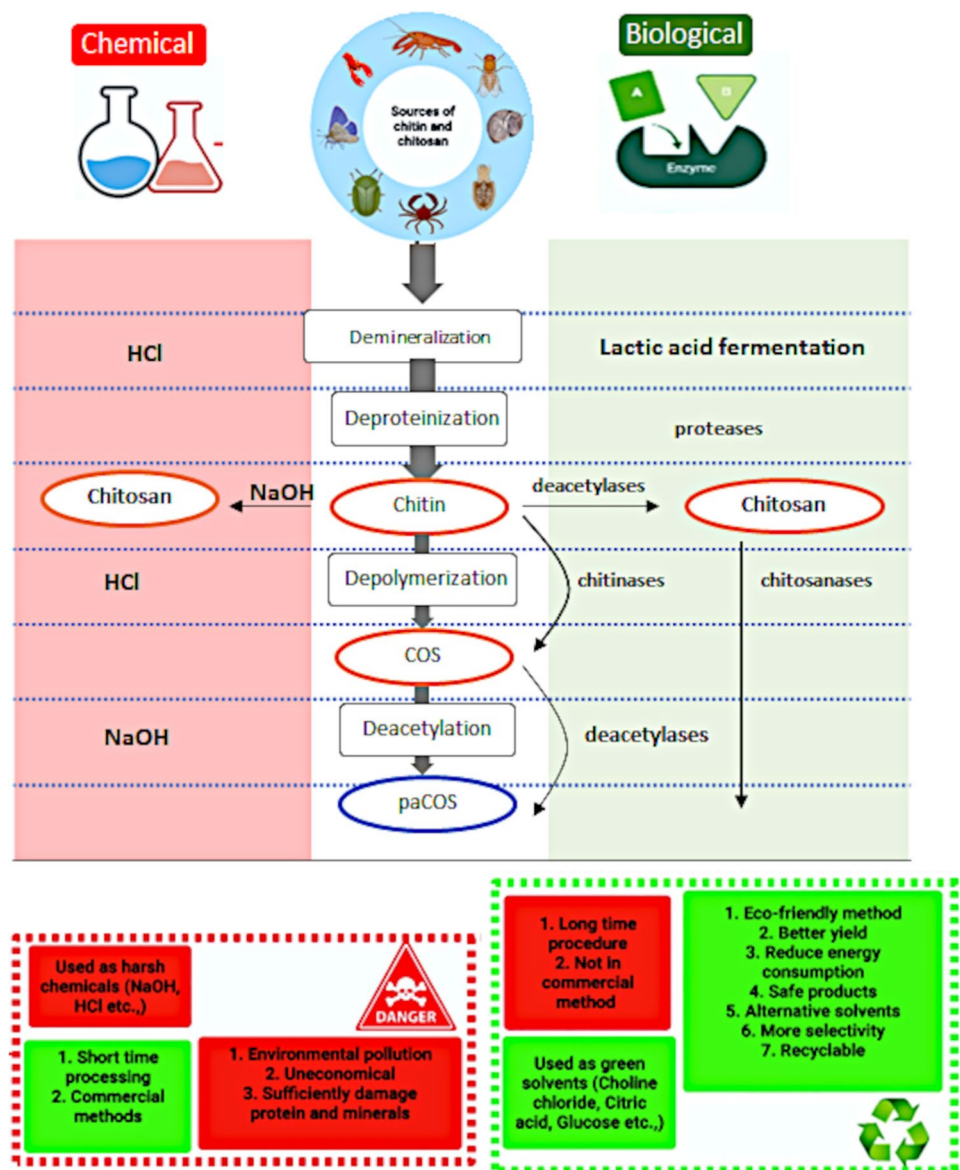 Chemical
Sources of
chitin and
chitosan
Biological
A
B
Enzyme
Demineralization
HCl
Lactic acid fermentation
Deproteinization
proteases
Chitosan
NaOH
Chitin
deacetylases
Chitosan
HCl
Depolymerization
chitinases
chitosanases
COS
NaOH
Deacetylation
deacetylases
paCOS
Used as harsh
chemicals (NaOH,
HCl etc.,)
DANGER
1. Short time
processing
2. Commercial
methods
1. Environmental pollution
2. Uneconomical
3. Sufficiently damage
protein and minerals
1. Long time
procedure
2. Not in
commercial
method
Used as green
solvents (Choline
chloride, Citric
acid, Glucose etc.,)
1. Eco-friendly method
2. Better yield
3. Reduce energy
consumption
4. Safe products
5. Alternative solvents
6. More selectivity
7. Recyclable